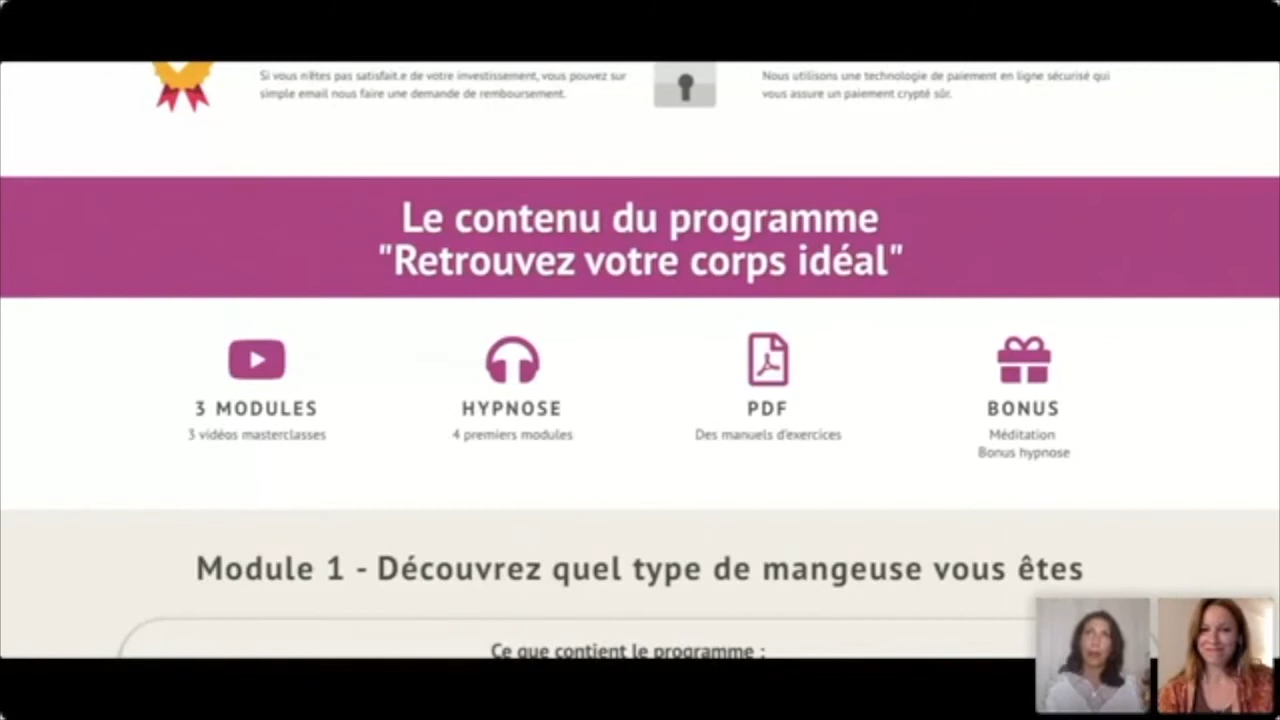 Si vous n'êtes pas satisfait.e de votre investissement, vous pouvez sur
simple email nous faire une demande de remboursement.
Nous utilisons une technologie de paiement en ligne sécurisé qui
vous assure un paiement crypté sûr.
Le contenu du programme
"Retrouvez votre corps idéal"
3 MODULES
3 vidéos masterclasses
HYPNOSE
4 premiers modules
PDF
Des manuels d'exercices
BONUS
Méditation
Bonus hypnose
Module 1 - Découvrez quel type de mangeuse vous êtes
Ce que contient le programme :